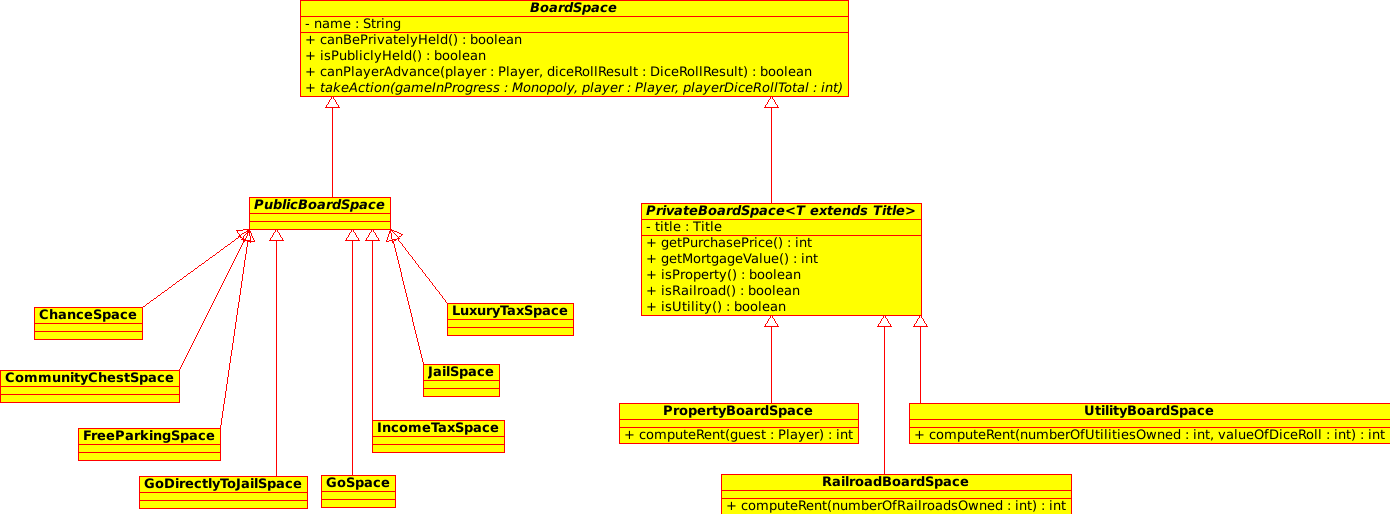 BoardSpace
- name : String
+ canBePrivatelyHeld() : boolean
+ isPubliclyHeld() : boolean
+ canPlayerAdvance(player : Player, diceRollResult : DiceRollResult) : boolean
+ takeAction(gameInProgress : Monopoly, player : Player, playerDiceRollTotal : int)
PublicBoardSpace
PrivateBoardSpace<T extends Title>
- title : Title
+ getPurchasePrice() : int
+ getMortgageValue() : int
+ isProperty() : boolean
+ isRailroad() : boolean
+ isUtility() : boolean
ChanceSpace
LuxuryTaxSpace
CommunityChestSpace
JailSpace
FreeParkingSpace
IncomeTaxSpace
GoDirectlyToJailSpace
GoSpace
PropertyBoardSpace
+ computeRent(guest : Player) : int
UtilityBoardSpace
+ computeRent(numberOfUtilitiesOwned : int, valueOfDiceRoll : int) : int
RailroadBoardSpace
+ computeRent(numberOfRailroadsOwned : int) : int